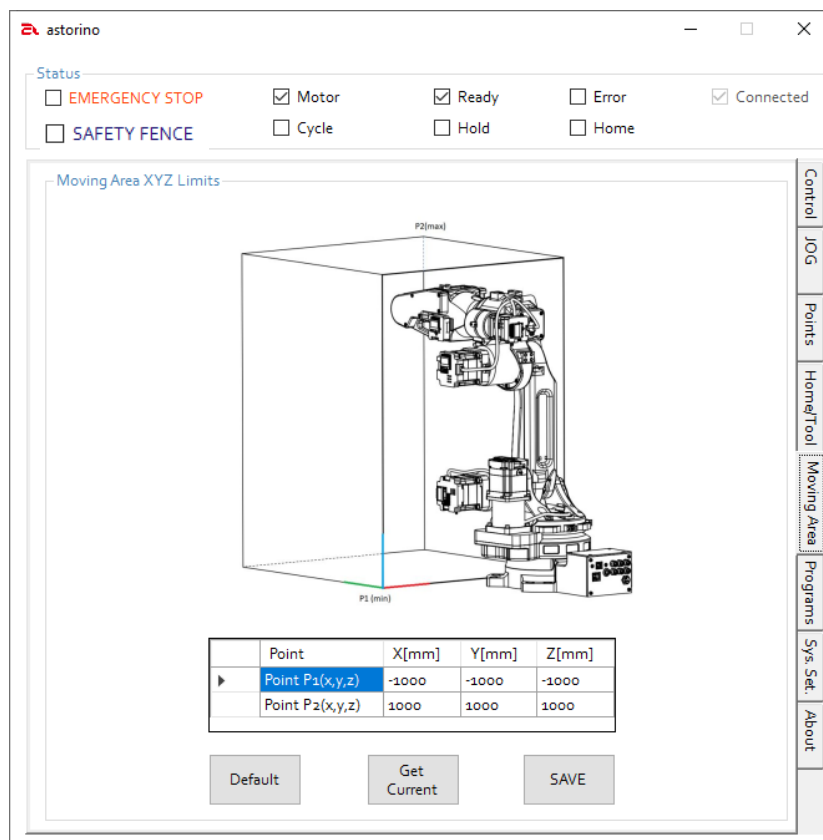 astorino
Status
EMERGENCY STOP
Motor
Ready
Error
Connected
SAFETY FENCE
Cycle
Hold
Home
Moving Area XYZ Limits
P2(max)
P1 (min)
Point X[mm] Y[mm] Z[mm]
Point P1(x,y,z) -1000 -1000 -1000
Point P2(x,y,z) 1000 1000 1000
Default
Get
Current
SAVE
Control
JOG
Points
Home/Tool
Moving Area
Programs
Sys. Set.
About